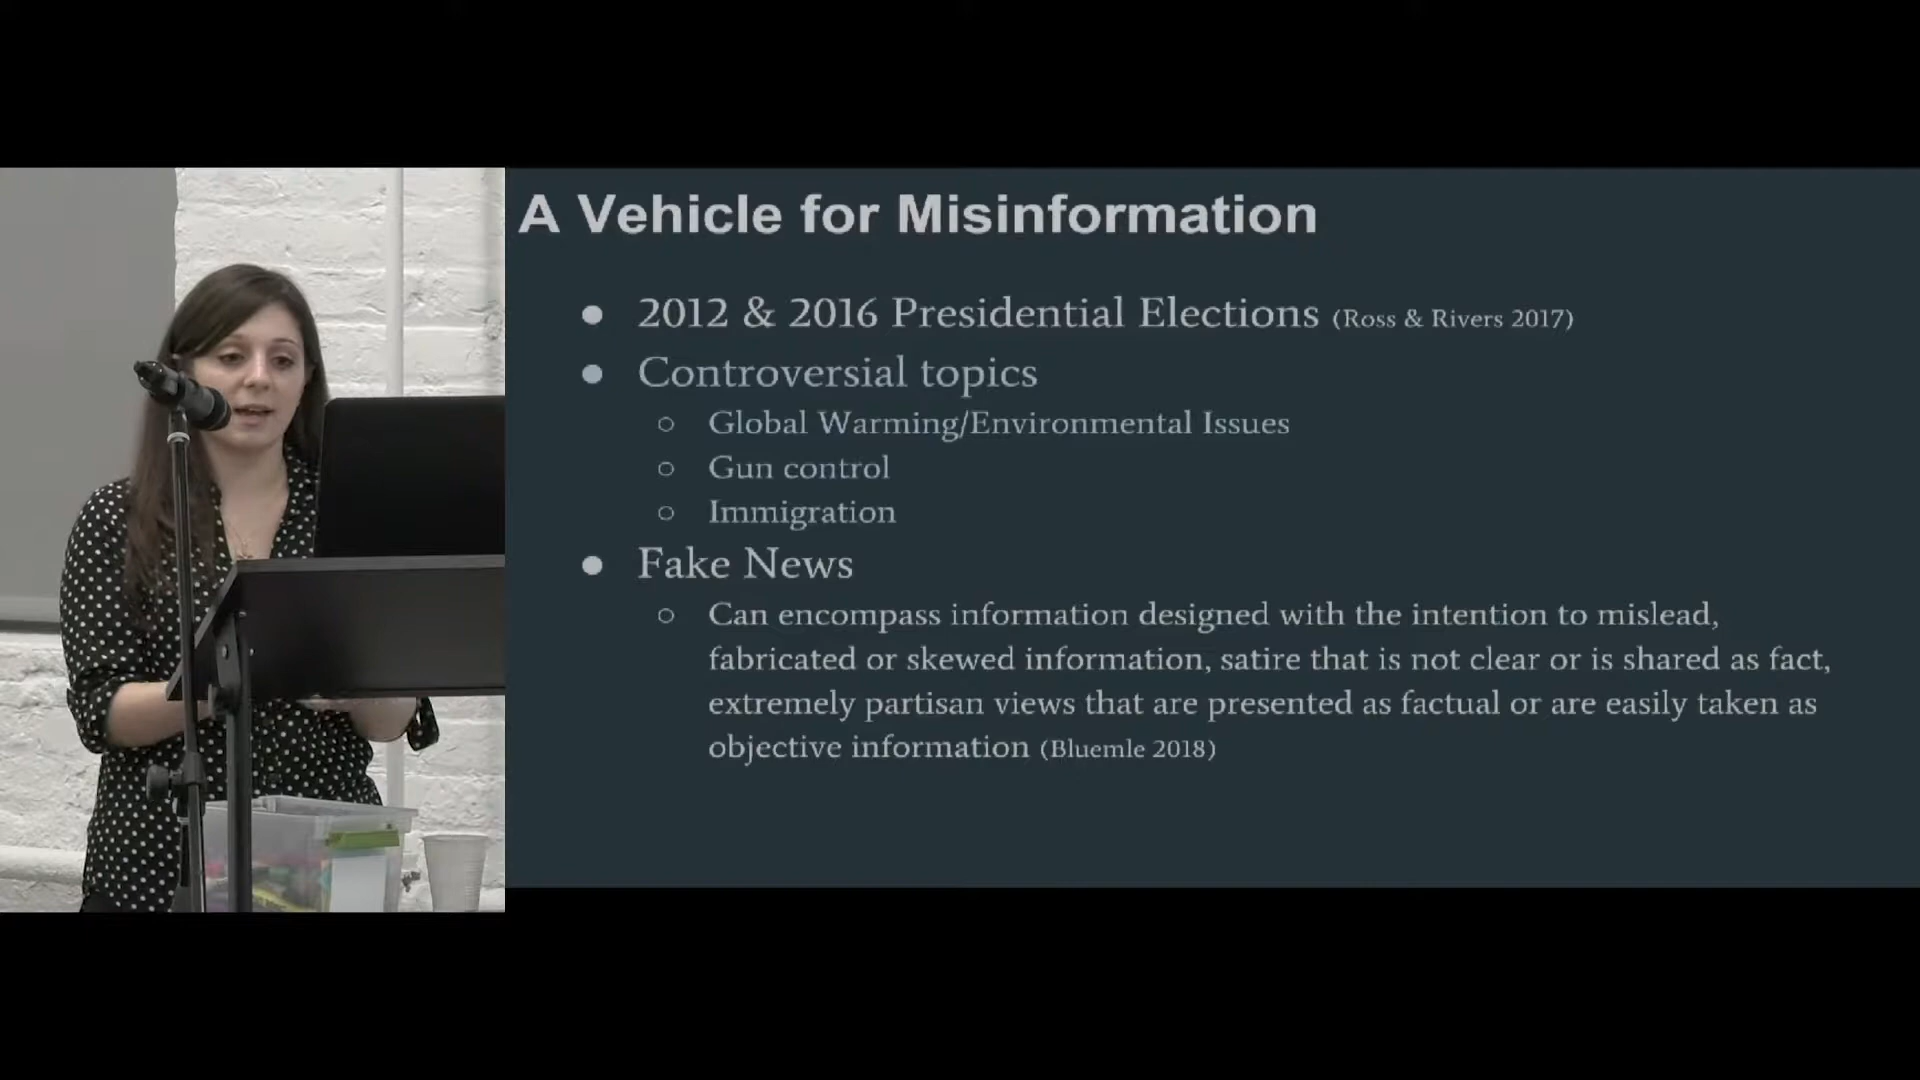 A Vehicle for Misinformation
● 2012 & 2016 Presidential Elections (Ross & Rivers 2017)
● Controversial topics
○ Global Warming/Environmental Issues
○ Gun control
○ Immigration
● Fake News
○ Can encompass information designed with the intention to mislead,
fabricated or skewed information, satire that is not clear or is shared as fact,
extremely partisan views that are presented as factual or are easily taken as
objective information (Bluemle 2018)